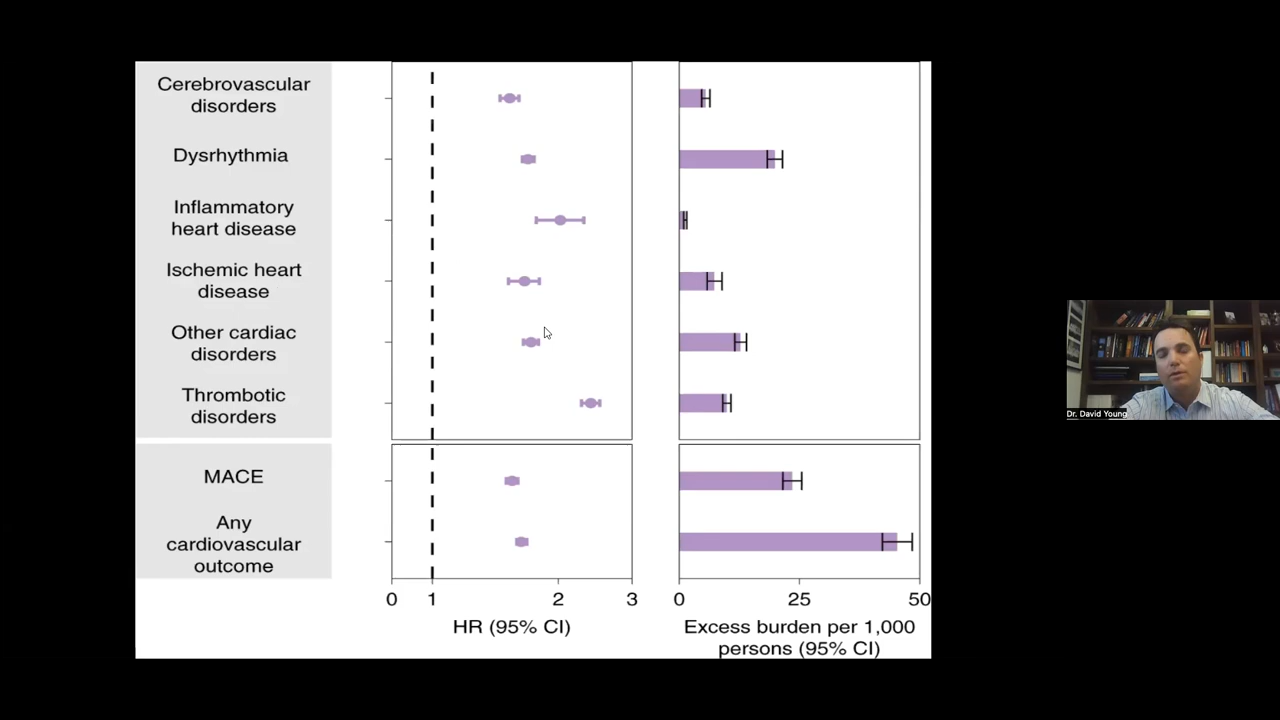 Cerebrovascular
disorders
Dysrhythmia
Inflammatory
heart disease
Ischemic heart
disease
Other cardiac
disorders
Thrombotic
disorders
MACE
Any
cardiovascular
outcome
0 1 2 3
HR (95% CI)
0 25 50
Excess burden per 1,000
persons (95% CI)
Dr. David Young